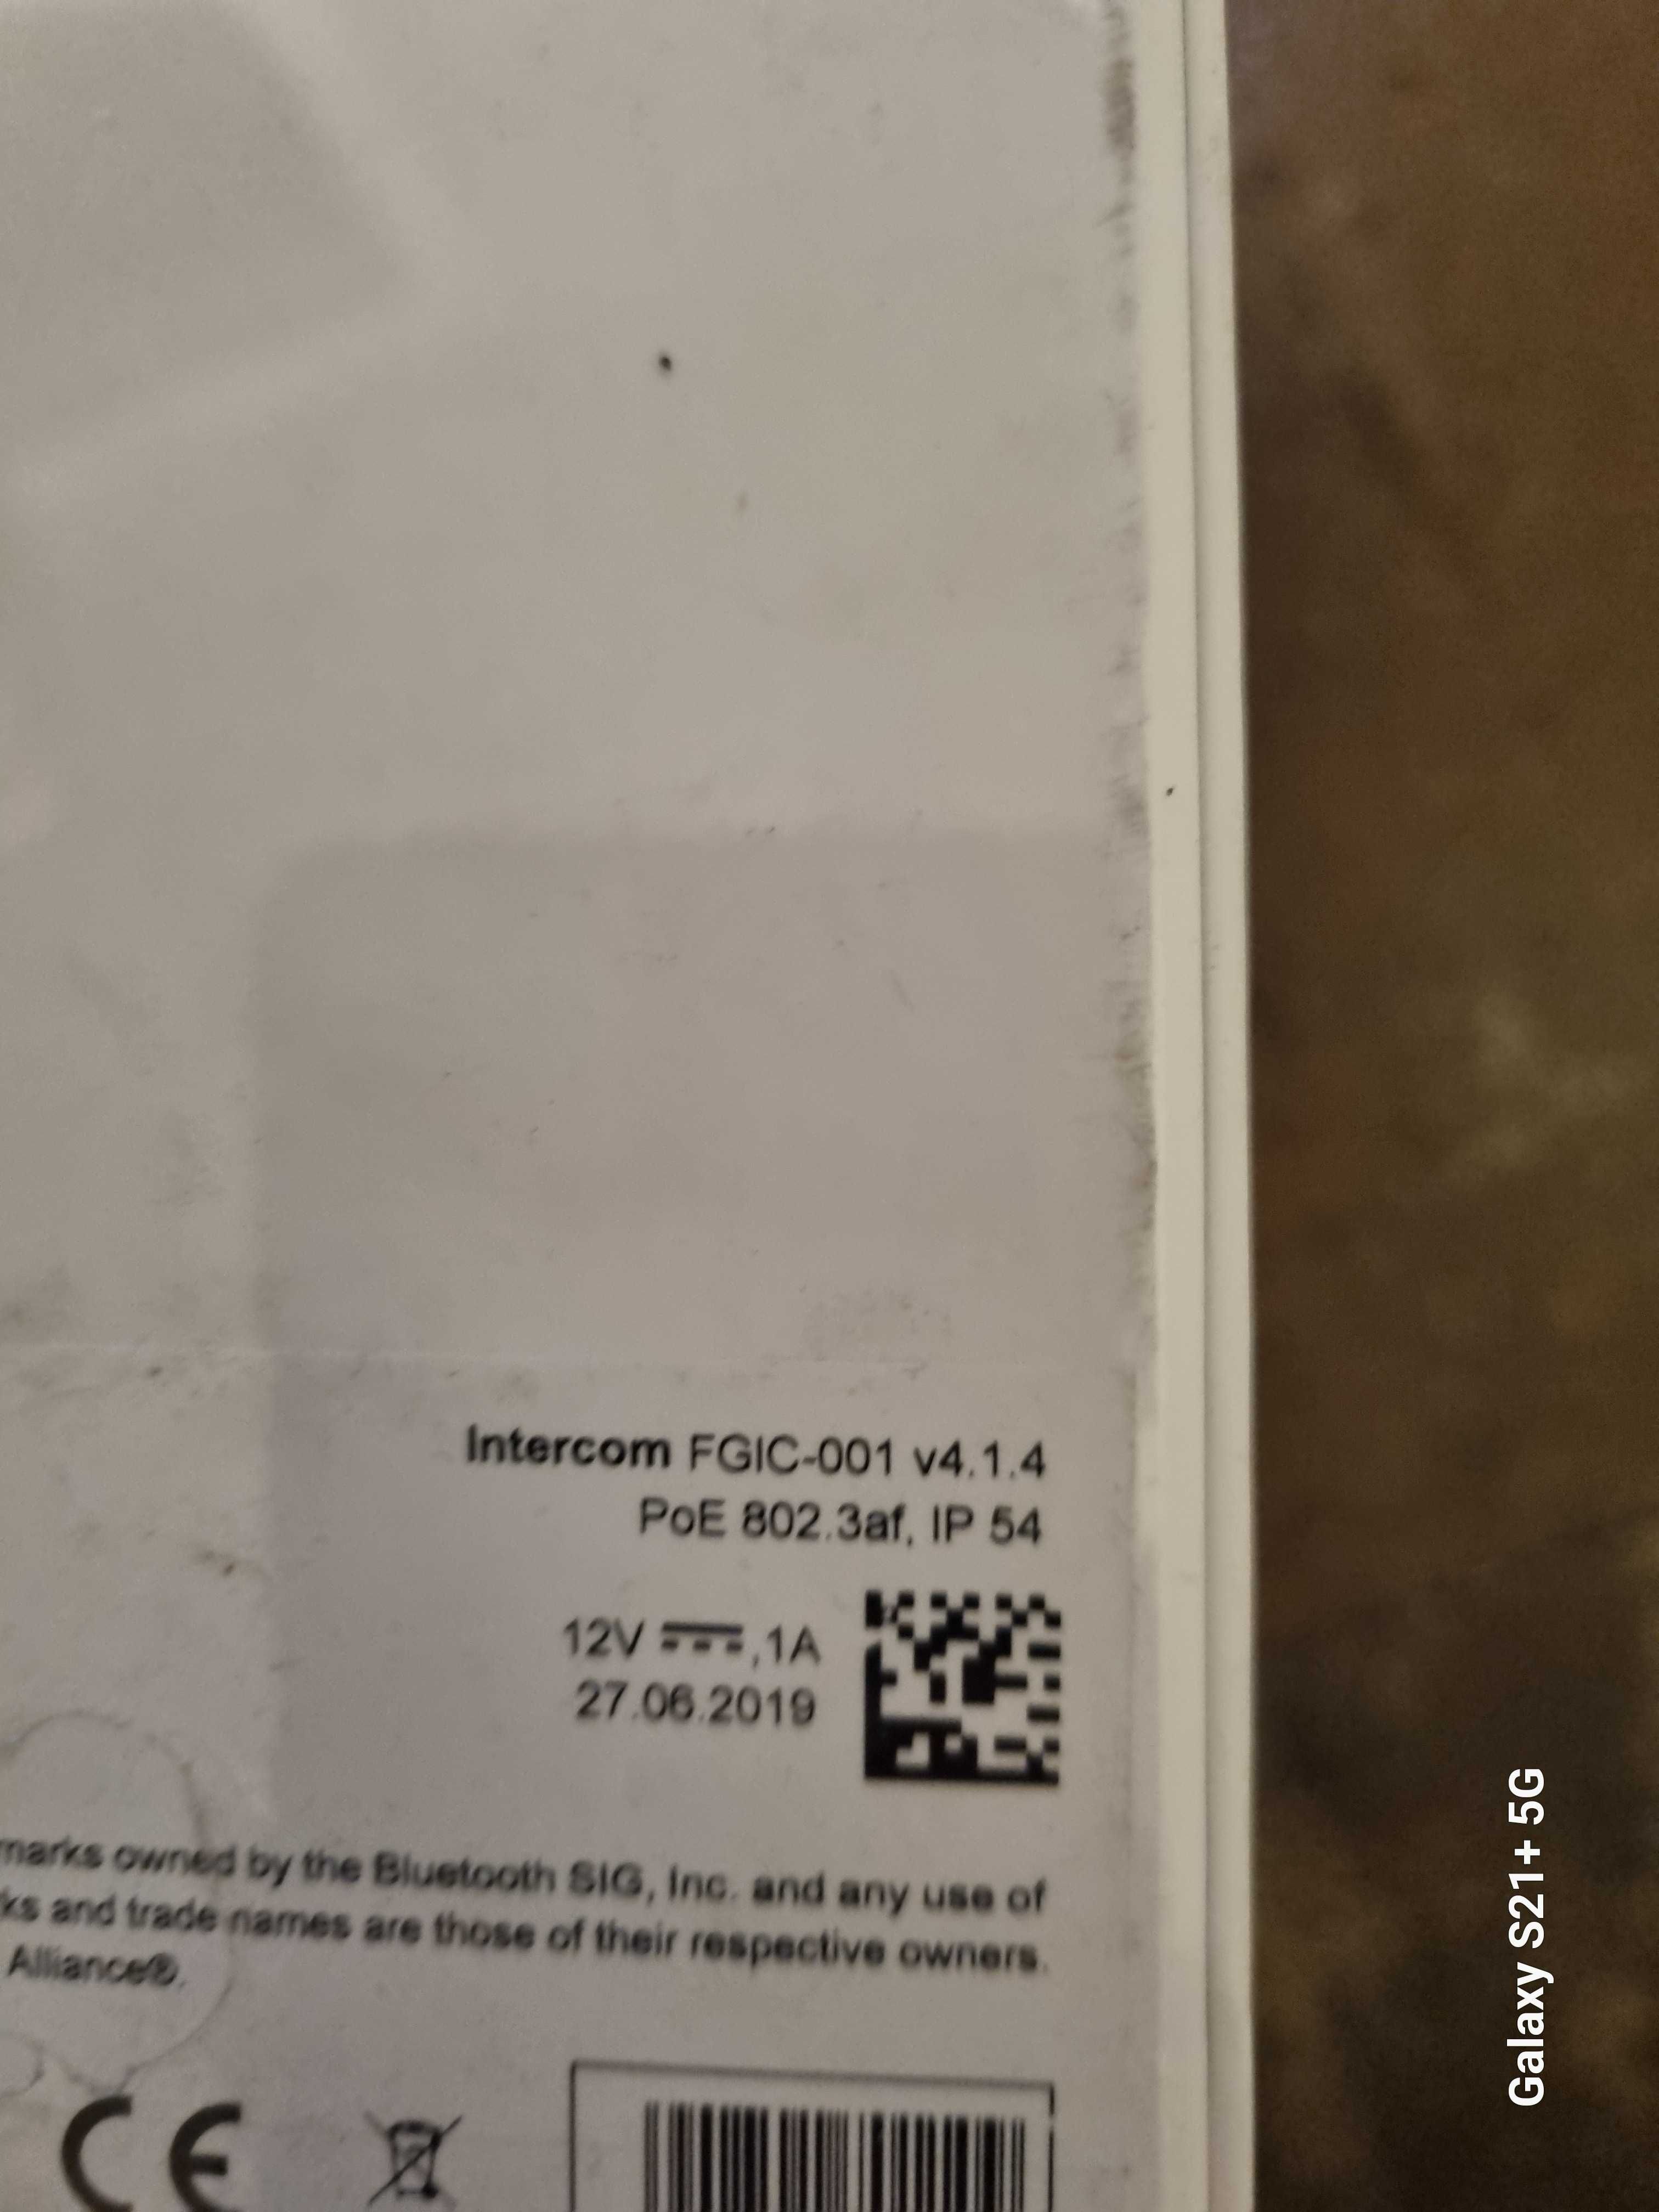 Intercom FGIC-001 v4.1.4
PoE 802.3af, IP 54
12V ⎓,1A
27.06.2019
marks owned by the Bluetooth SIG, Inc. and any use of
ks and trade names are those of their respective owners.
Alliance®.
CE
Galaxy S21+ 5G